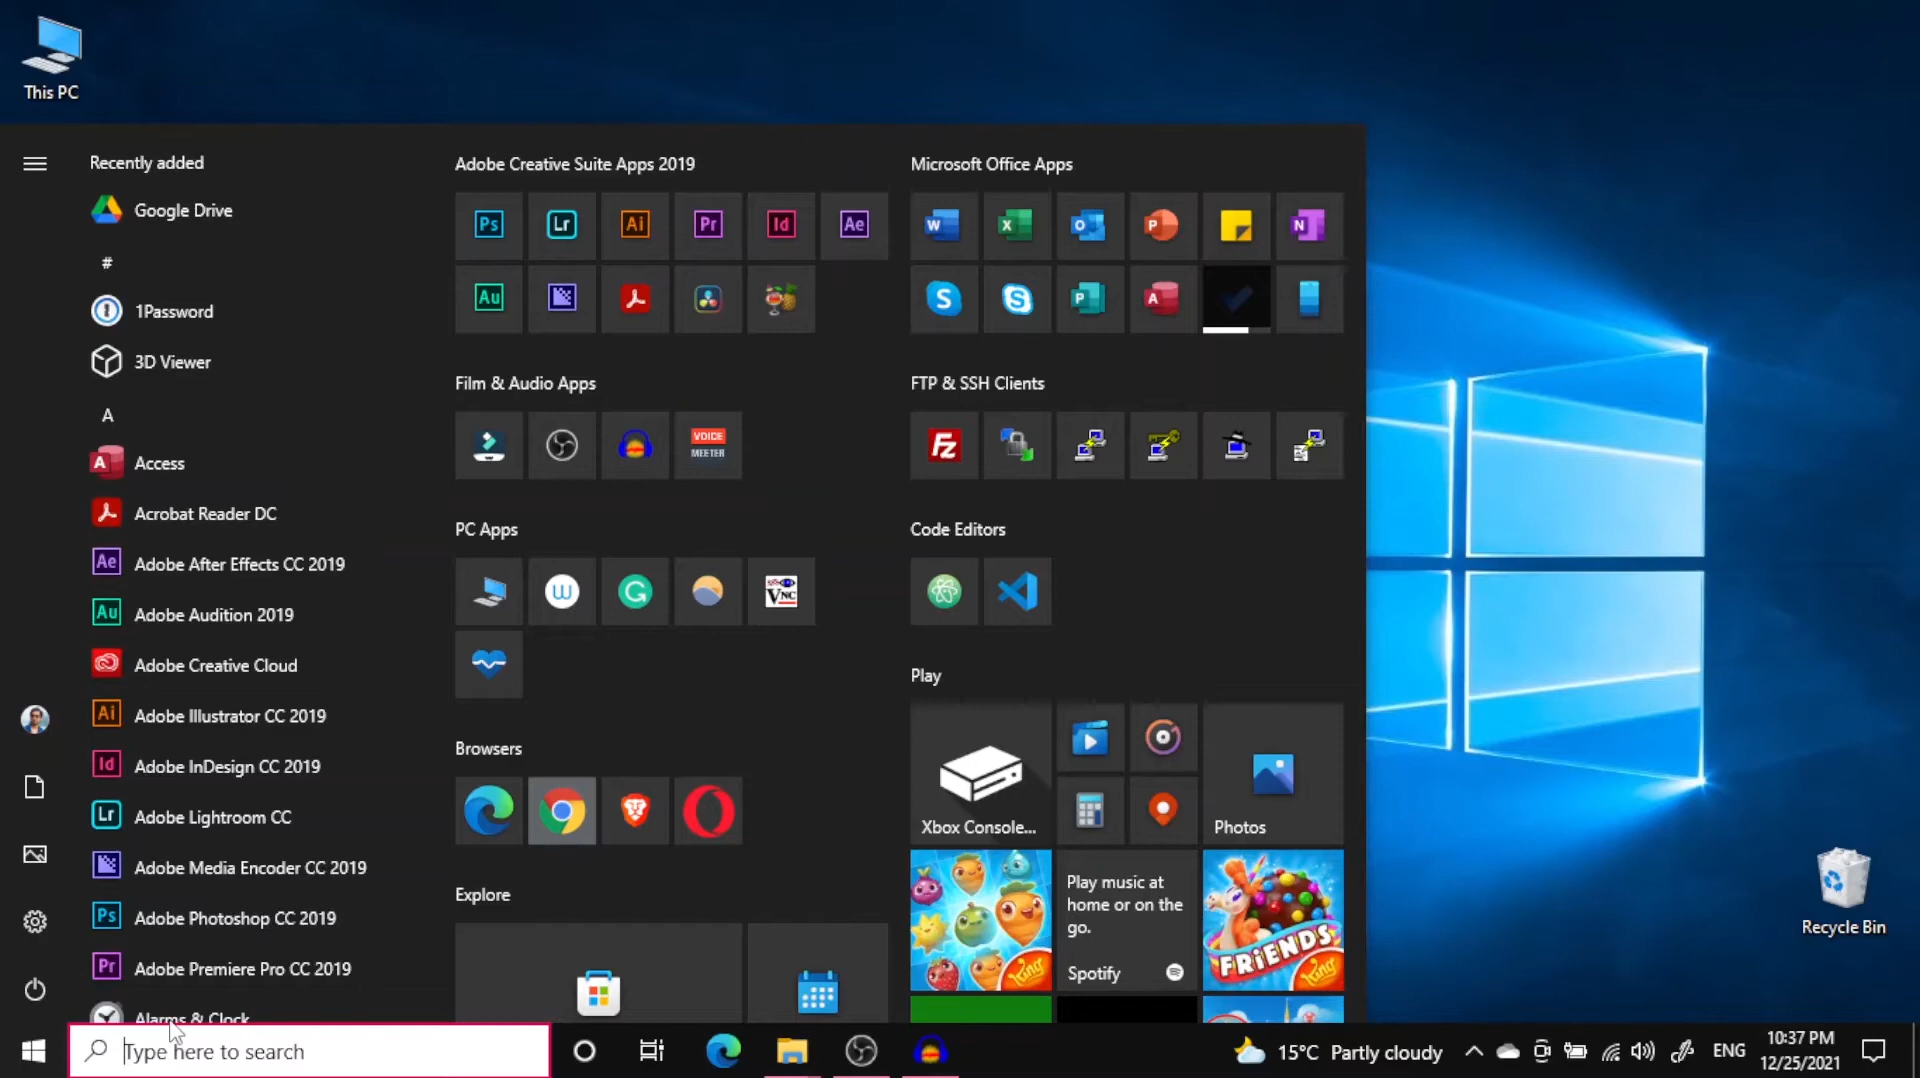 This PC
Recently added
Google Drive
#
1Password
3D Viewer
A
Access
Acrobat Reader DC
Adobe After Effects CC 2019
Adobe Audition 2019
Adobe Creative Cloud
Adobe Illustrator CC 2019
Adobe InDesign CC 2019
Adobe Lightroom CC
Adobe Media Encoder CC 2019
Adobe Photoshop CC 2019
Adobe Premiere Pro CC 2019
Alarms & Clock
Adobe Creative Suite Apps 2019
Ps Lr Ai Pr Id Ae
Au
Film & Audio Apps
VOICE
MEETER
PC Apps
VNC
Browsers
Explore
Microsoft Office Apps
W X O P N
S S P A
FTP & SSH Clients
Fz
Code Editors
Play
Xbox Console...
Photos
Play music at
home or on the
go.
Spotify
King
FRiENDS
King
Recycle Bin
Type here to search
15°C Partly cloudy
ENG
10:37 PM
12/25/2021